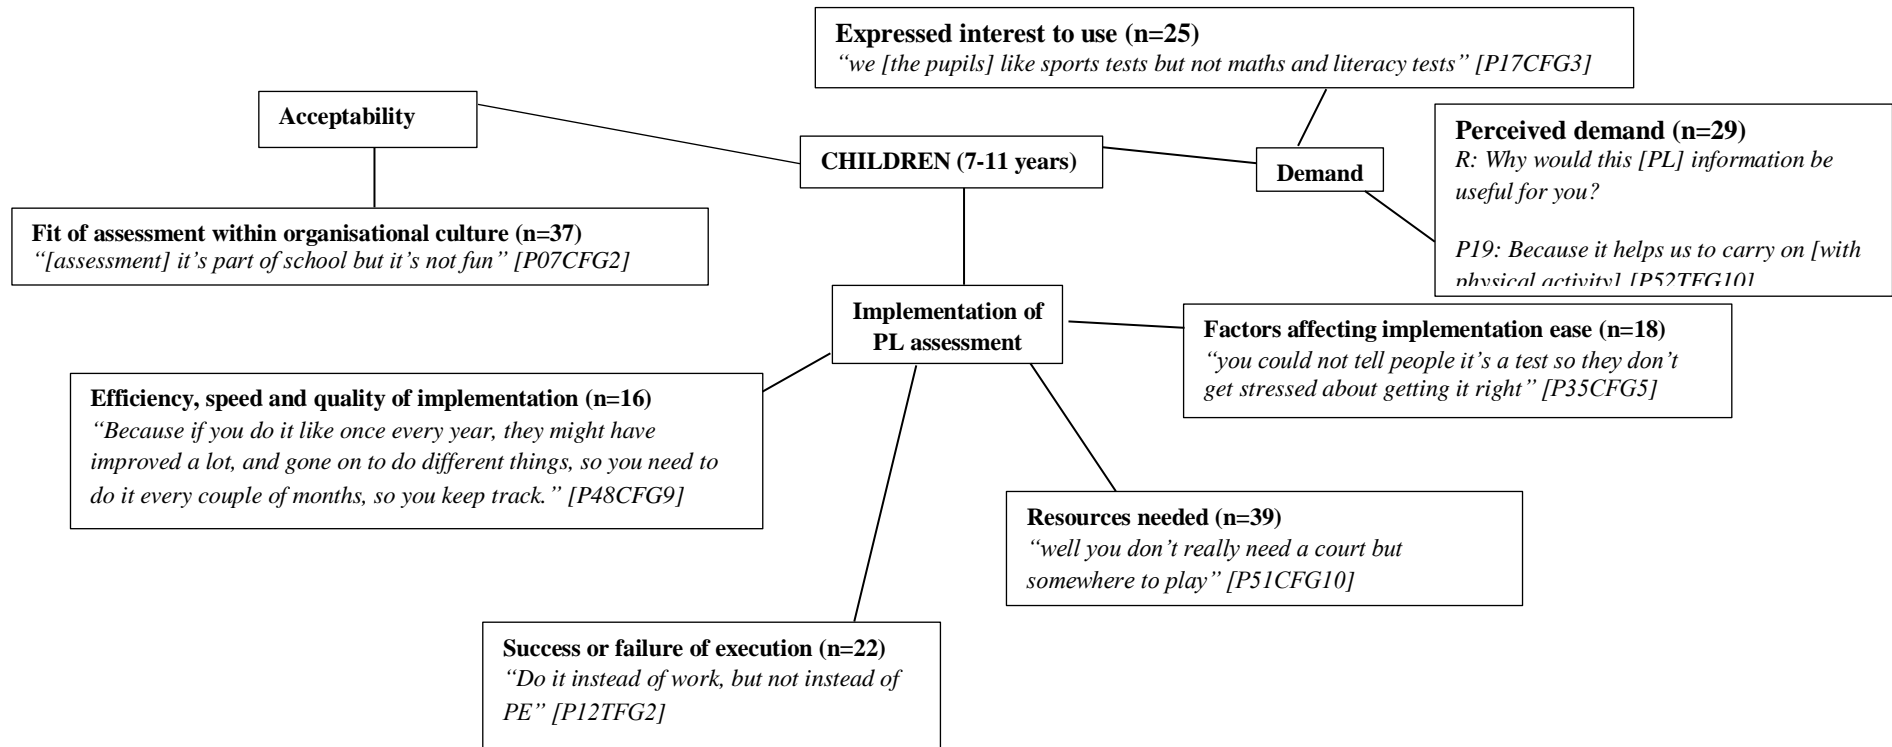 Expressed interest to use (n=25)
“we [the pupils] like sports tests but not maths and literacy tests” [P17CFG3]
Acceptability
CHILDREN (7-11 years)
Demand
Perceived demand (n=29)
R: Why would this [PL] information be
useful for you?
P19: Because it helps us to carry on [with
physical activity] [P52TFG10]
Fit of assessment within organisational culture (n=37)
“[assessment] it’s part of school but it’s not fun” [P07CFG2]
Implementation of
PL assessment
Factors affecting implementation ease (n=18)
“you could not tell people it’s a test so they don’t
get stressed about getting it right” [P35CFG5]
Efficiency, speed and quality of implementation (n=16)
“Because if you do it like once every year, they might have
improved a lot, and gone on to do different things, so you need to
do it every couple of months, so you keep track.” [P48CFG9]
Resources needed (n=39)
“well you don’t really need a court but
somewhere to play” [P51CFG10]
Success or failure of execution (n=22)
“Do it instead of work, but not instead of
PE” [P12TFG2]